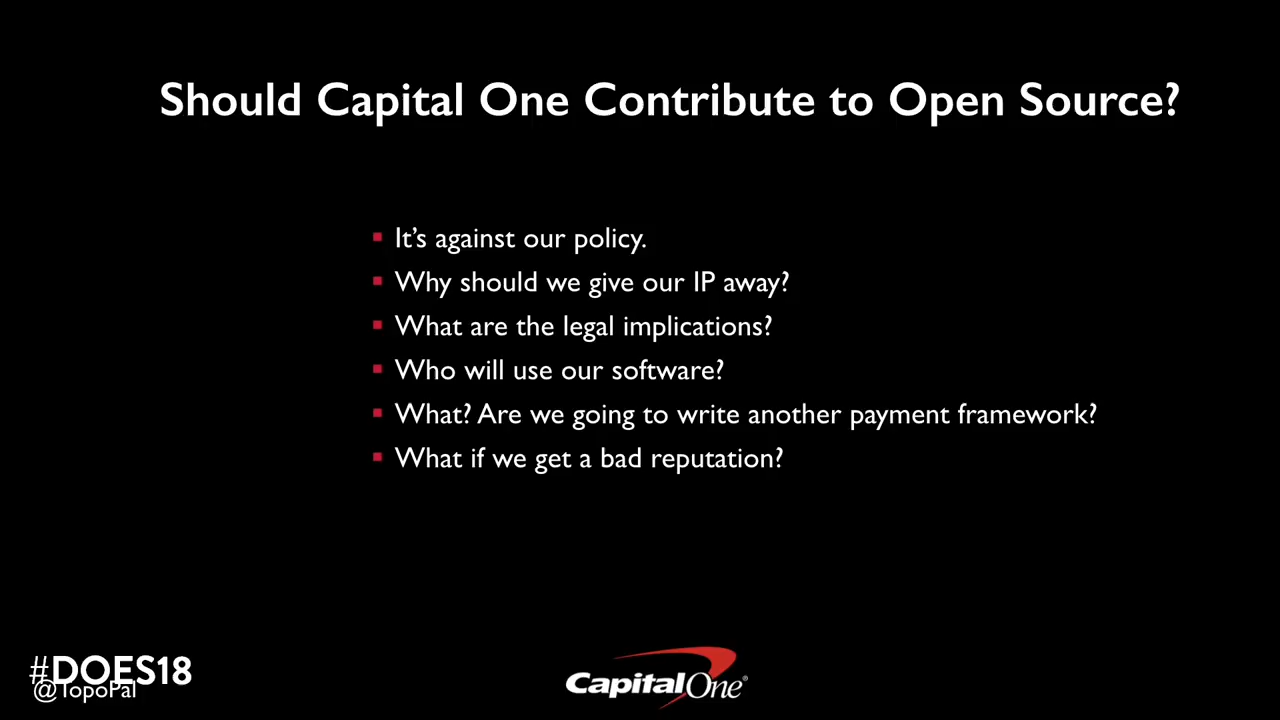 Should Capital One Contribute to Open Source?
It’s against our policy.
Why should we give our IP away?
What are the legal implications?
Who will use our software?
What? Are we going to write another payment framework?
What if we get a bad reputation?
#DOES18
@TopoPal
CapitalOne®